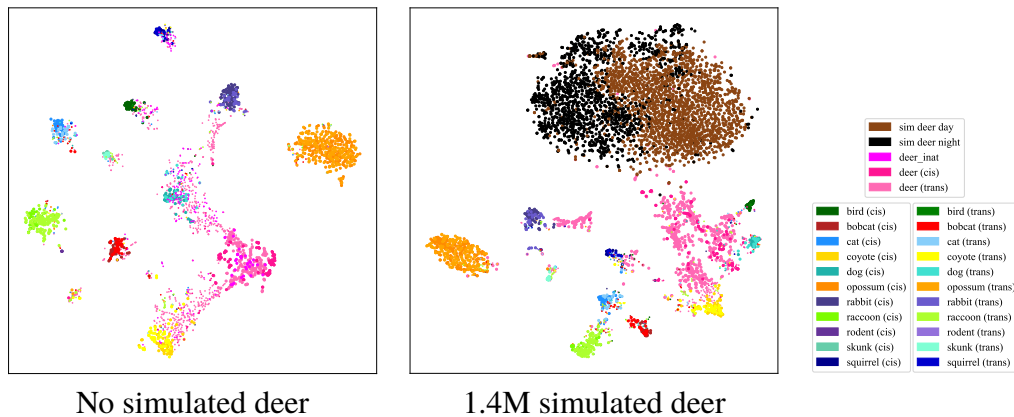 sim deer day
sim deer night
deer_inat
deer (cis)
deer (trans)
bird (cis)
bobcat (cis)
cat (cis)
coyote (cis)
dog (cis)
opossum (cis)
rabbit (cis)
raccoon (cis)
rodent (cis)
skunk (cis)
squirrel (cis)
bird (trans)
bobcat (trans)
cat (trans)
coyote (trans)
dog (trans)
opossum (trans)
rabbit (trans)
raccoon (trans)
rodent (trans)
skunk (trans)
squirrel (trans)
No simulated deer
1.4M simulated deer